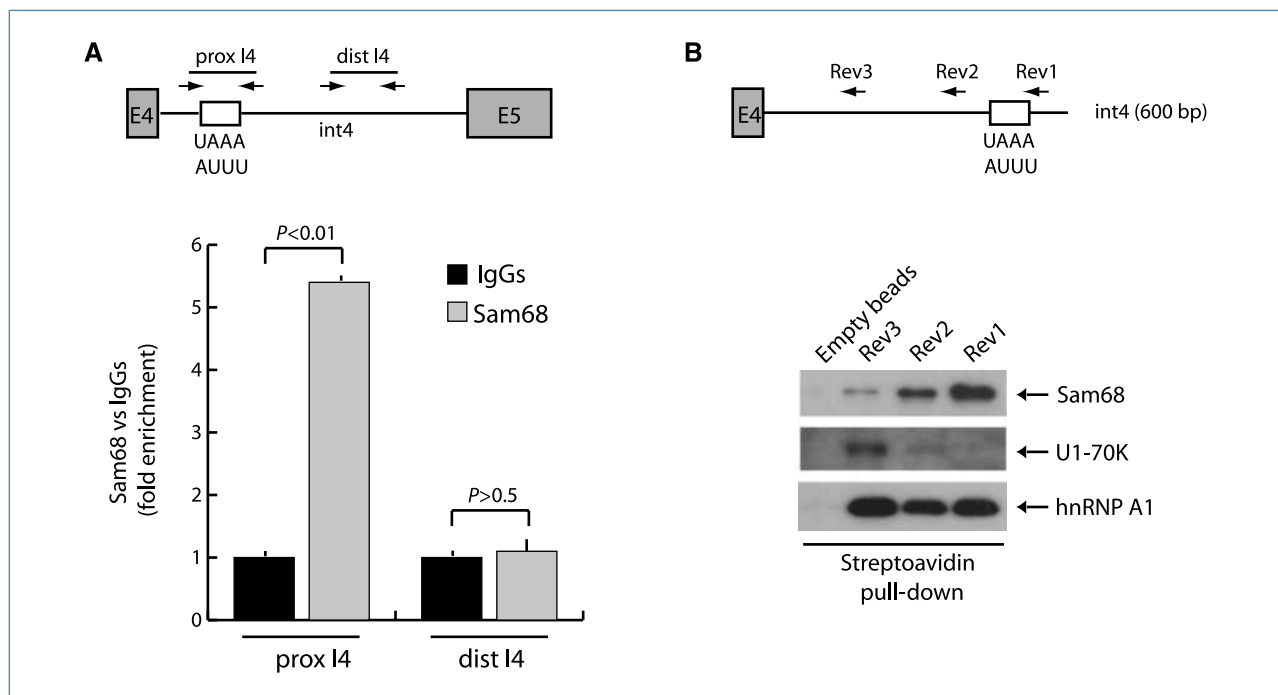 A
prox I4
dist I4
E4
int4
E5
UAAA
AUUU
Sam68 vs IgGs
(fold enrichment)
6
5
4
3
2
1
0
P<0.01
P>0.5
IgGs
Sam68
prox I4
dist I4
B
Rev3
Rev2
Rev1
E4
int4 (600 bp)
UAAA
AUUU
Empty beads
Rev3
Rev2
Rev1
Sam68
U1-70K
hnRNP A1
Streptoavidin
pull-down